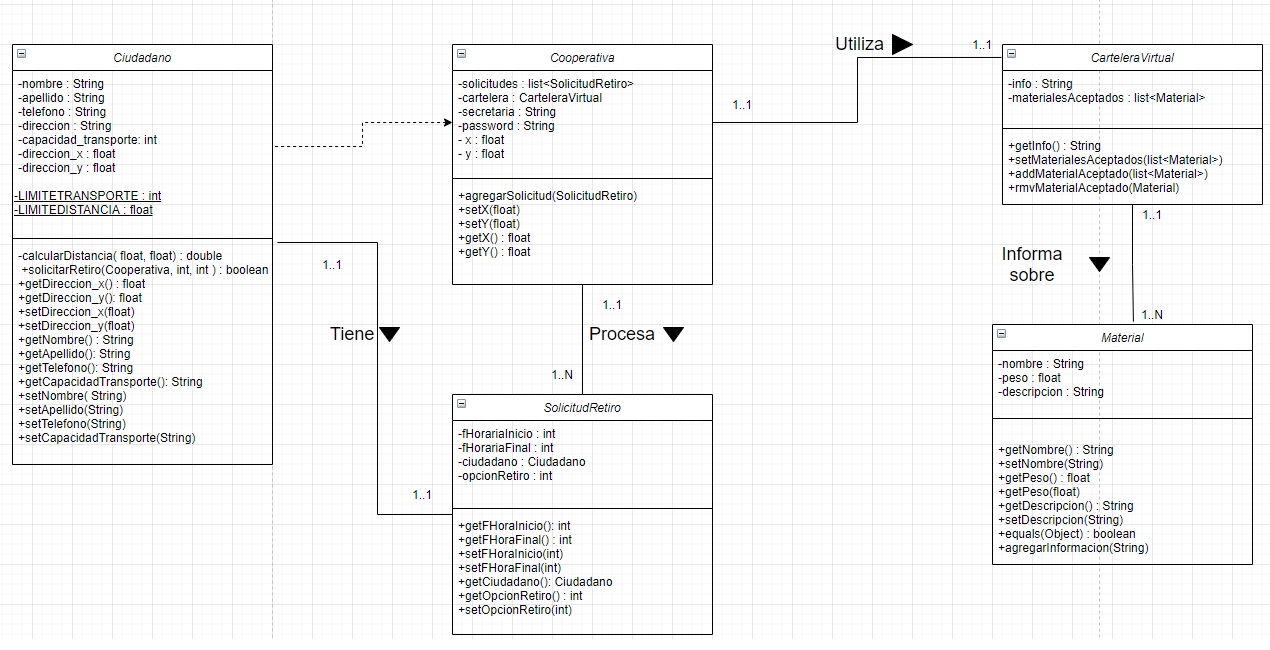 Ciudadano
-nombre : String
-apellido : String
-telefono : String
-direccion : String
-capacidad_transporte: int
-direccion_x : float
-direccion_y : float
-LIMITETRANSPORTE : int
-LIMITEDISTANCIA : float
-calcularDistancia( float, float) : double
+solicitarRetiro(Cooperativa, int, int ) : boolean
+getDireccion_x() : float
+getDireccion_y(): float
+setDireccion_x(float)
+setDireccion_y(float)
+getNombre() : String
+getApellido(): String
+getTelefono(): String
+getCapacidadTransporte(): String
+setNombre( String)
+setApellido(String)
+setTelefono(String)
+setCapacidadTransporte(String)
Cooperativa
-solicitudes : list<SolicitudRetiro>
-cartelera : CarteleraVirtual
-secretaria : String
-password : String
- x : float
- y : float
+agregarSolicitud(SolicitudRetiro)
+setX(float)
+setY(float)
+getX() : float
+getY() : float
Utiliza
1..1
1..1
CarteleraVirtual
-info : String
-materialesAceptados : list<Material>
+getInfo() : String
+setMaterialesAceptados(list<Material>)
+addMaterialAceptado(list<Material>)
+rmvMaterialAceptado(Material)
1..1
Informa
sobre
1..N
1..1
Tiene
1..1
1..1
Procesa
1..N
SolicitudRetiro
-fHorariaInicio : int
-fHorariaFinal : int
-ciudadano : Ciudadano
-opcionRetiro : int
+getFHoraInicio(): int
+getFHoraFinal() : int
+setFHoraInicio(int)
+setFHoraFinal(int)
+getCiudadano(): Ciudadano
+getOpcionRetiro() : int
+setOpcionRetiro(int)
Material
-nombre : String
-peso : float
-descripcion : String
+getNombre() : String
+setNombre(String)
+getPeso() : float
+getPeso(float)
+getDescripcion() : String
+setDescripcion(String)
+equals(Object) : boolean
+agregarInformacion(String)